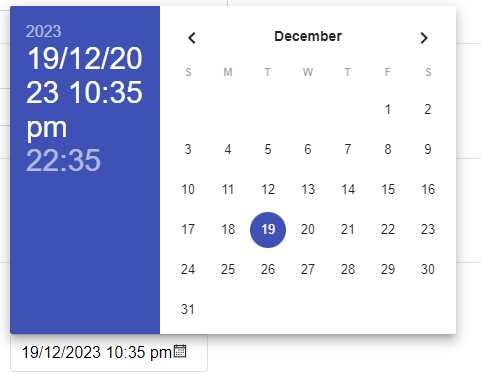 2023
19/12/20
23 10:35
pm
22:35
December
S M T W T F S
1 2
3 4 5 6 7 8 9
10 11 12 13 14 15 16
17 18 19 20 21 22 23
24 25 26 27 28 29 30
31
19/12/2023 10:35 pm